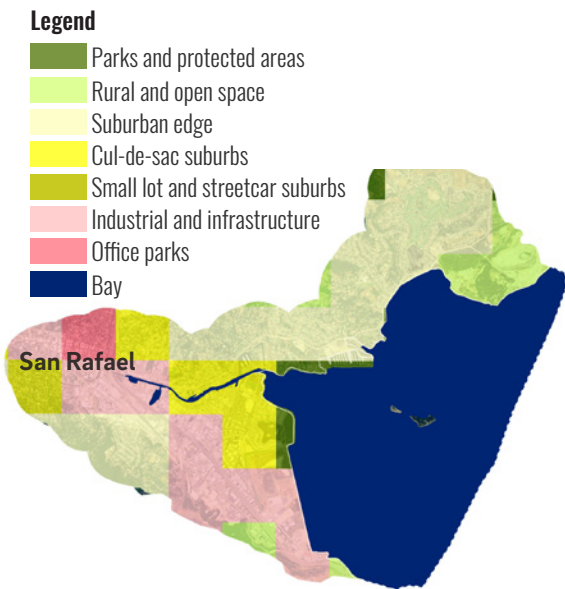 Legend
Parks and protected areas
Rural and open space
Suburban edge
Cul-de-sac suburbs
Small lot and streetcar suburbs
Industrial and infrastructure
Office parks
Bay
San Rafael